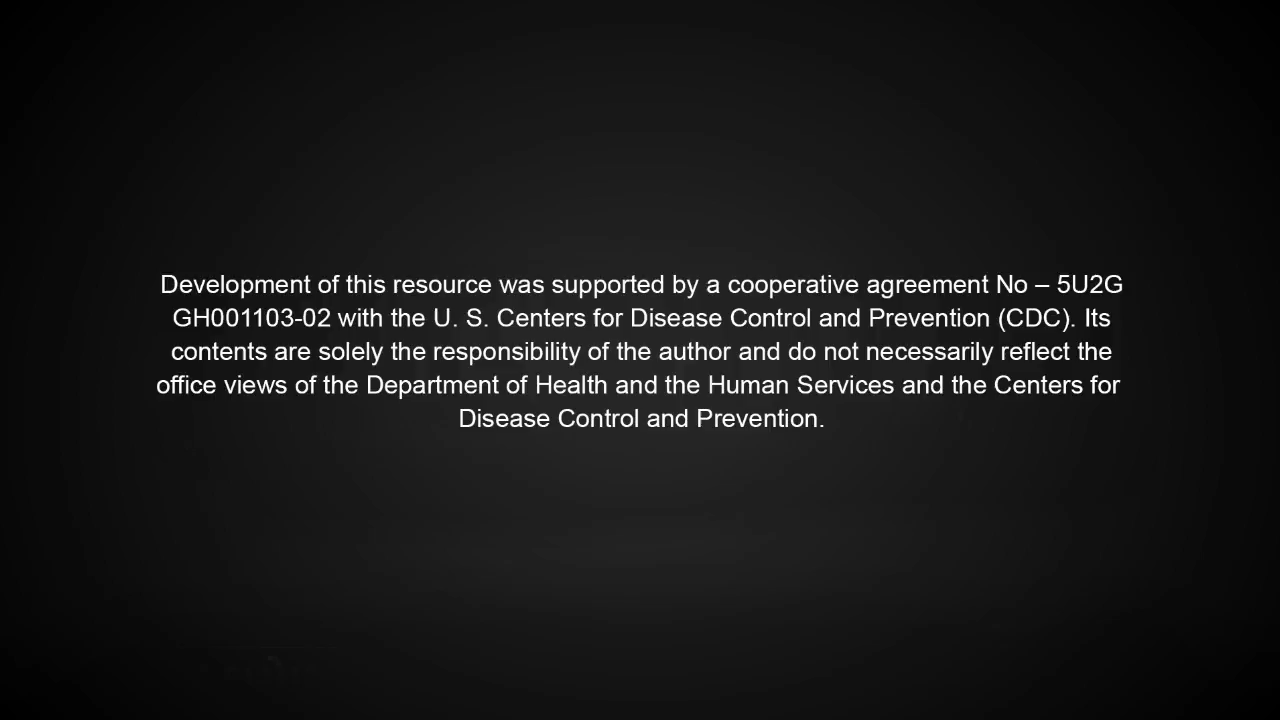 Development of this resource was supported by a cooperative agreement No – 5U2G
GH001103-02 with the U. S. Centers for Disease Control and Prevention (CDC). Its
contents are solely the responsibility of the author and do not necessarily reflect the
office views of the Department of Health and the Human Services and the Centers for
Disease Control and Prevention.